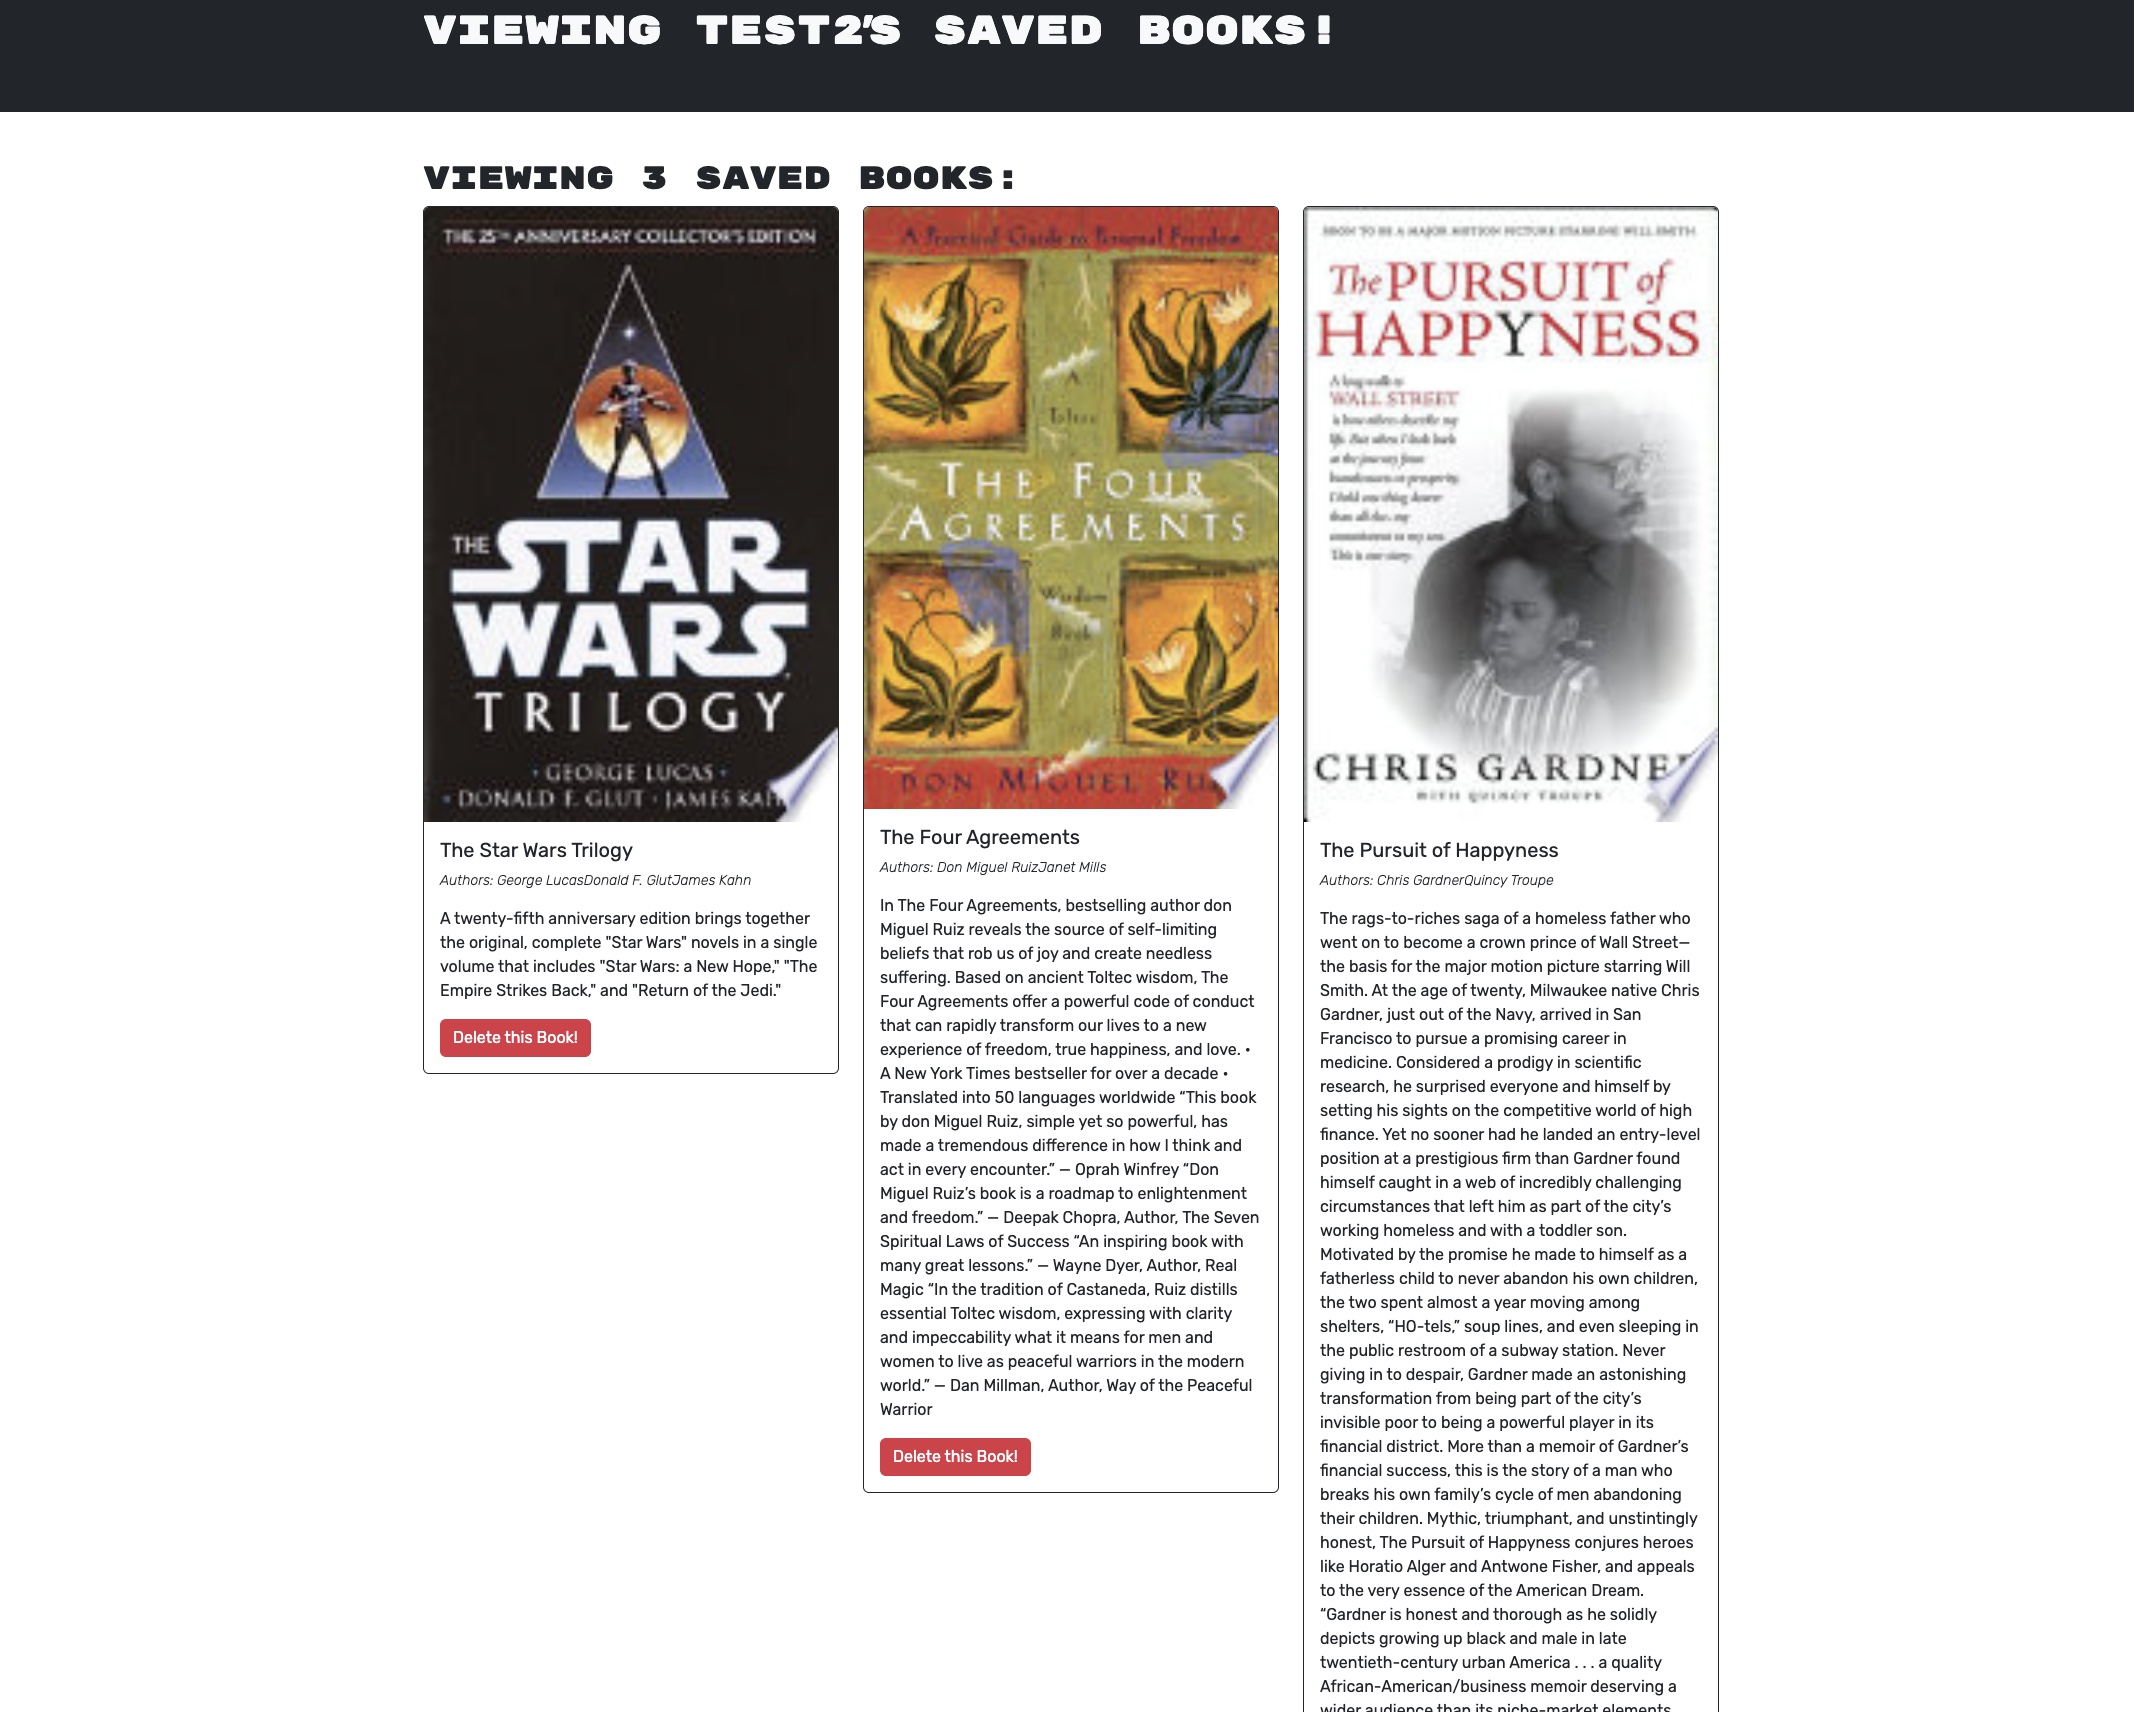 VIEWING TEST2'S SAVED BOOKS!
VIEWING 3 SAVED BOOKS:
THE 25TH ANNIVERSARY COLLECTOR'S EDITION
THE STAR
WARS
TRILOGY
• GEORGE LUCAS •
• DONALD F. GLUT • JAMES KAH
The Star Wars Trilogy
Authors: George LucasDonald F. GlutJames Kahn
A twenty-fifth anniversary edition brings together
the original, complete "Star Wars" novels in a single
volume that includes "Star Wars: a New Hope," "The
Empire Strikes Back," and "Return of the Jedi."
Delete this Book!
A Practical Guide to Personal Freedom
A
Toltec
THE FOUR
AGREEMENTS
Wisdom
Book
DON MIGUEL RU
The Four Agreements
Authors: Don Miguel RuizJanet Mills
In The Four Agreements, bestselling author don
Miguel Ruiz reveals the source of self-limiting
beliefs that rob us of joy and create needless
suffering. Based on ancient Toltec wisdom, The
Four Agreements offer a powerful code of conduct
that can rapidly transform our lives to a new
experience of freedom, true happiness, and love. •
A New York Times bestseller for over a decade •
Translated into 50 languages worldwide “This book
by don Miguel Ruiz, simple yet so powerful, has
made a tremendous difference in how I think and
act in every encounter.” — Oprah Winfrey “Don
Miguel Ruiz’s book is a roadmap to enlightenment
and freedom.” — Deepak Chopra, Author, The Seven
Spiritual Laws of Success “An inspiring book with
many great lessons.” — Wayne Dyer, Author, Real
Magic “In the tradition of Castaneda, Ruiz distills
essential Toltec wisdom, expressing with clarity
and impeccability what it means for men and
women to live as peaceful warriors in the modern
world.” — Dan Millman, Author, Way of the Peaceful
Warrior
Delete this Book!
SOON TO BE A MAJOR MOTION PICTURE STARRING WILL SMITH
The PURSUIT of
HAPPYNESS
A long walk to
WALL STREET
is how others describe my
life. But when I look back
at the journey from
homelessness to prosperity,
I hold one thing dearer
than all else, my
commitment to my son.
This is our story.
CHRIS GARDNE
WITH QUINCY TROUPE
The Pursuit of Happyness
Authors: Chris GardnerQuincy Troupe
The rags-to-riches saga of a homeless father who
went on to become a crown prince of Wall Street—
the basis for the major motion picture starring Will
Smith. At the age of twenty, Milwaukee native Chris
Gardner, just out of the Navy, arrived in San
Francisco to pursue a promising career in
medicine. Considered a prodigy in scientific
research, he surprised everyone and himself by
setting his sights on the competitive world of high
finance. Yet no sooner had he landed an entry-level
position at a prestigious firm than Gardner found
himself caught in a web of incredibly challenging
circumstances that left him as part of the city’s
working homeless and with a toddler son.
Motivated by the promise he made to himself as a
fatherless child to never abandon his own children,
the two spent almost a year moving among
shelters, “HO-tels,” soup lines, and even sleeping in
the public restroom of a subway station. Never
giving in to despair, Gardner made an astonishing
transformation from being part of the city’s
invisible poor to being a powerful player in its
financial district. More than a memoir of Gardner’s
financial success, this is the story of a man who
breaks his own family’s cycle of men abandoning
their children. Mythic, triumphant, and unstintingly
honest, The Pursuit of Happyness conjures heroes
like Horatio Alger and Antwone Fisher, and appeals
to the very essence of the American Dream.
“Gardner is honest and thorough as he solidly
depicts growing up black and male in late
twentieth-century urban America . . . a quality
African-American/business memoir deserving a
wider audience than its niche-market elements